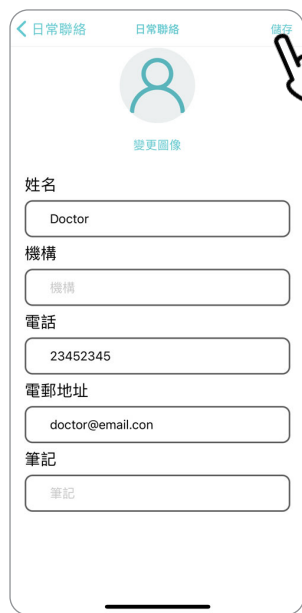 日常聯絡 日常聯絡 儲存
變更圖像
姓名
Doctor
機構
機構
電話
23452345
電郵地址
doctor@email.con
筆記
筆記